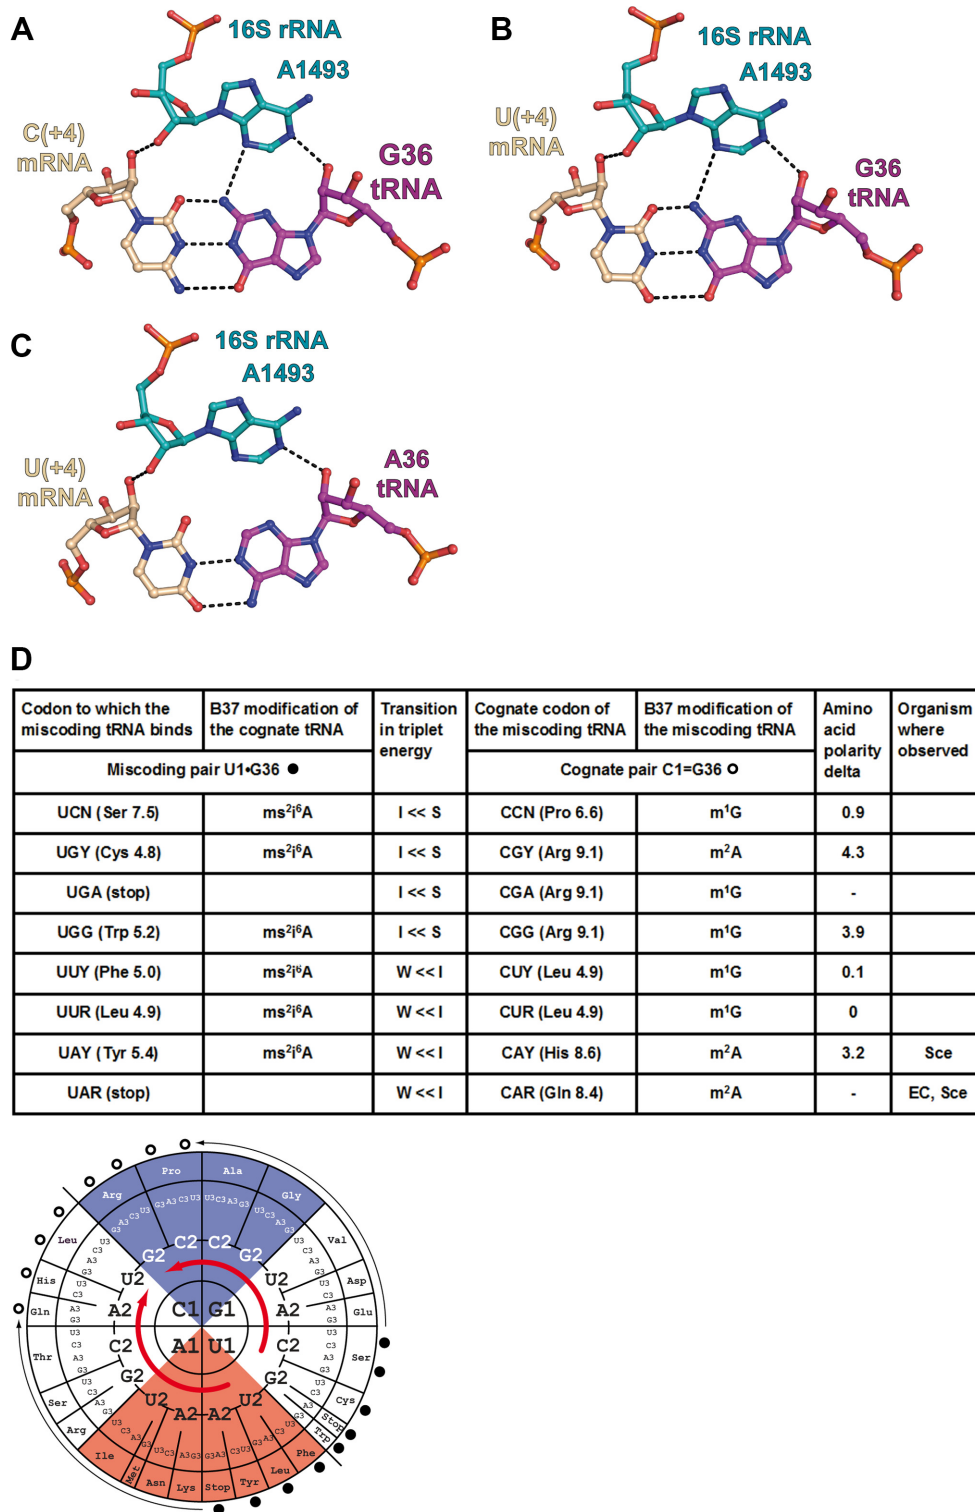 A
16S rRNA
A1493
C(+4)
mRNA
G36
tRNA
B
16S rRNA
A1493
U(+4)
mRNA
G36
tRNA
C
16S rRNA
A1493
U(+4)
mRNA
A36
tRNA
D
Codon to which the miscoding tRNA binds | B37 modification of the cognate tRNA | Transition in triplet energy | Cognate codon of the miscoding tRNA | B37 modification of the miscoding tRNA | Amino acid polarity delta | Organism where observed
Miscoding pair U1•G36 ● | Cognate pair C1=G36 o
UCN (Ser 7.5) | ms²i⁶A | I << S | CCN (Pro 6.6) | m¹G | 0.9
UGY (Cys 4.8) | ms²i⁶A | I << S | CGY (Arg 9.1) | m²A | 4.3
UGA (stop) | I << S | CGA (Arg 9.1) | m¹G | -
UGG (Trp 5.2) | ms²i⁶A | I << S | CGG (Arg 9.1) | m¹G | 3.9
UUY (Phe 5.0) | ms²i⁶A | W << I | CUY (Leu 4.9) | m¹G | 0.1
UUR (Leu 4.9) | ms²i⁶A | W << I | CUR (Leu 4.9) | m¹G | 0
UAY (Tyr 5.4) | ms²i⁶A | W << I | CAY (His 8.6) | m²A | 3.2 | Sce
UAR (stop) | W << I | CAR (Gln 8.4) | m²A | - | EC, Sce
C1 G1
A1 U1
C2 G2 U2 A2
C2 G2 U2 A2
A2 U2 G2 C2
A2 U2 G2 C2
Pro
Ala
Gly
Val
Asp
Glu
Ser
Cys
Stop
Trp
Phe
Leu
Tyr
Stop
Lys
Asn
Met
Ile
Arg
Ser
Thr
Gln
His
Leu
Arg